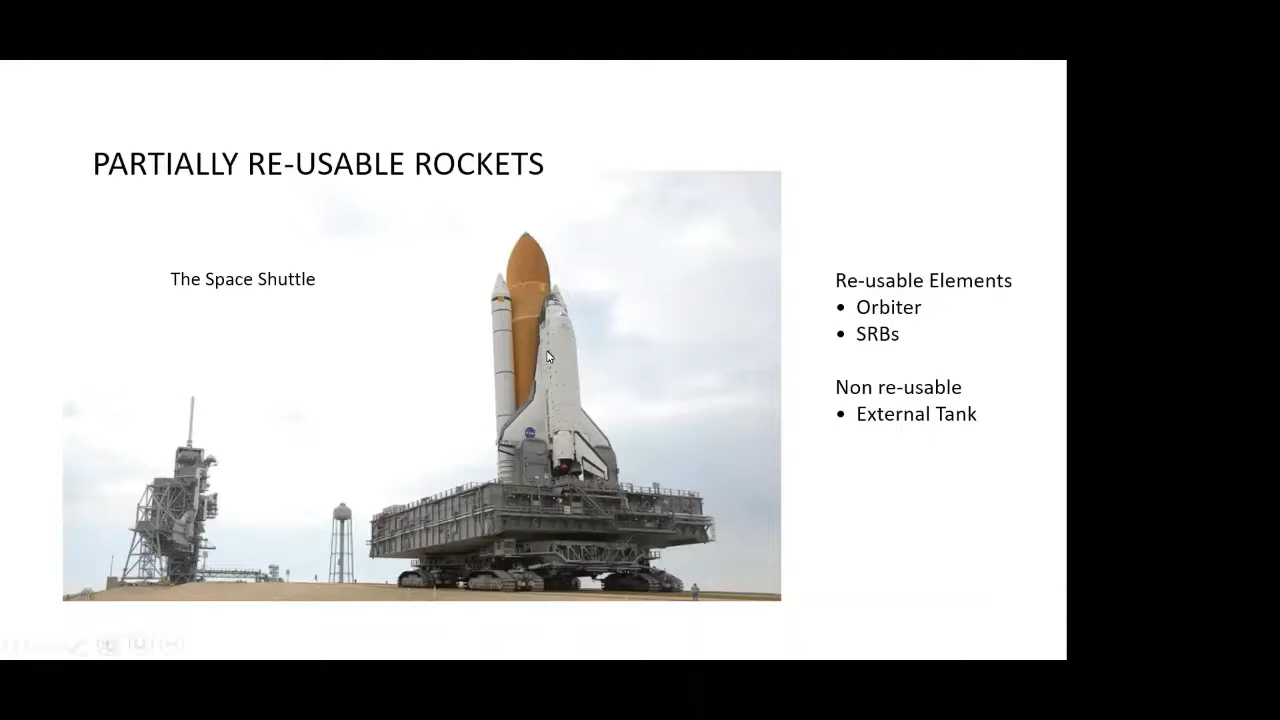 PARTIALLY RE-USABLE ROCKETS
The Space Shuttle
Re-usable Elements
• Orbiter
• SRBs
Non re-usable
• External Tank